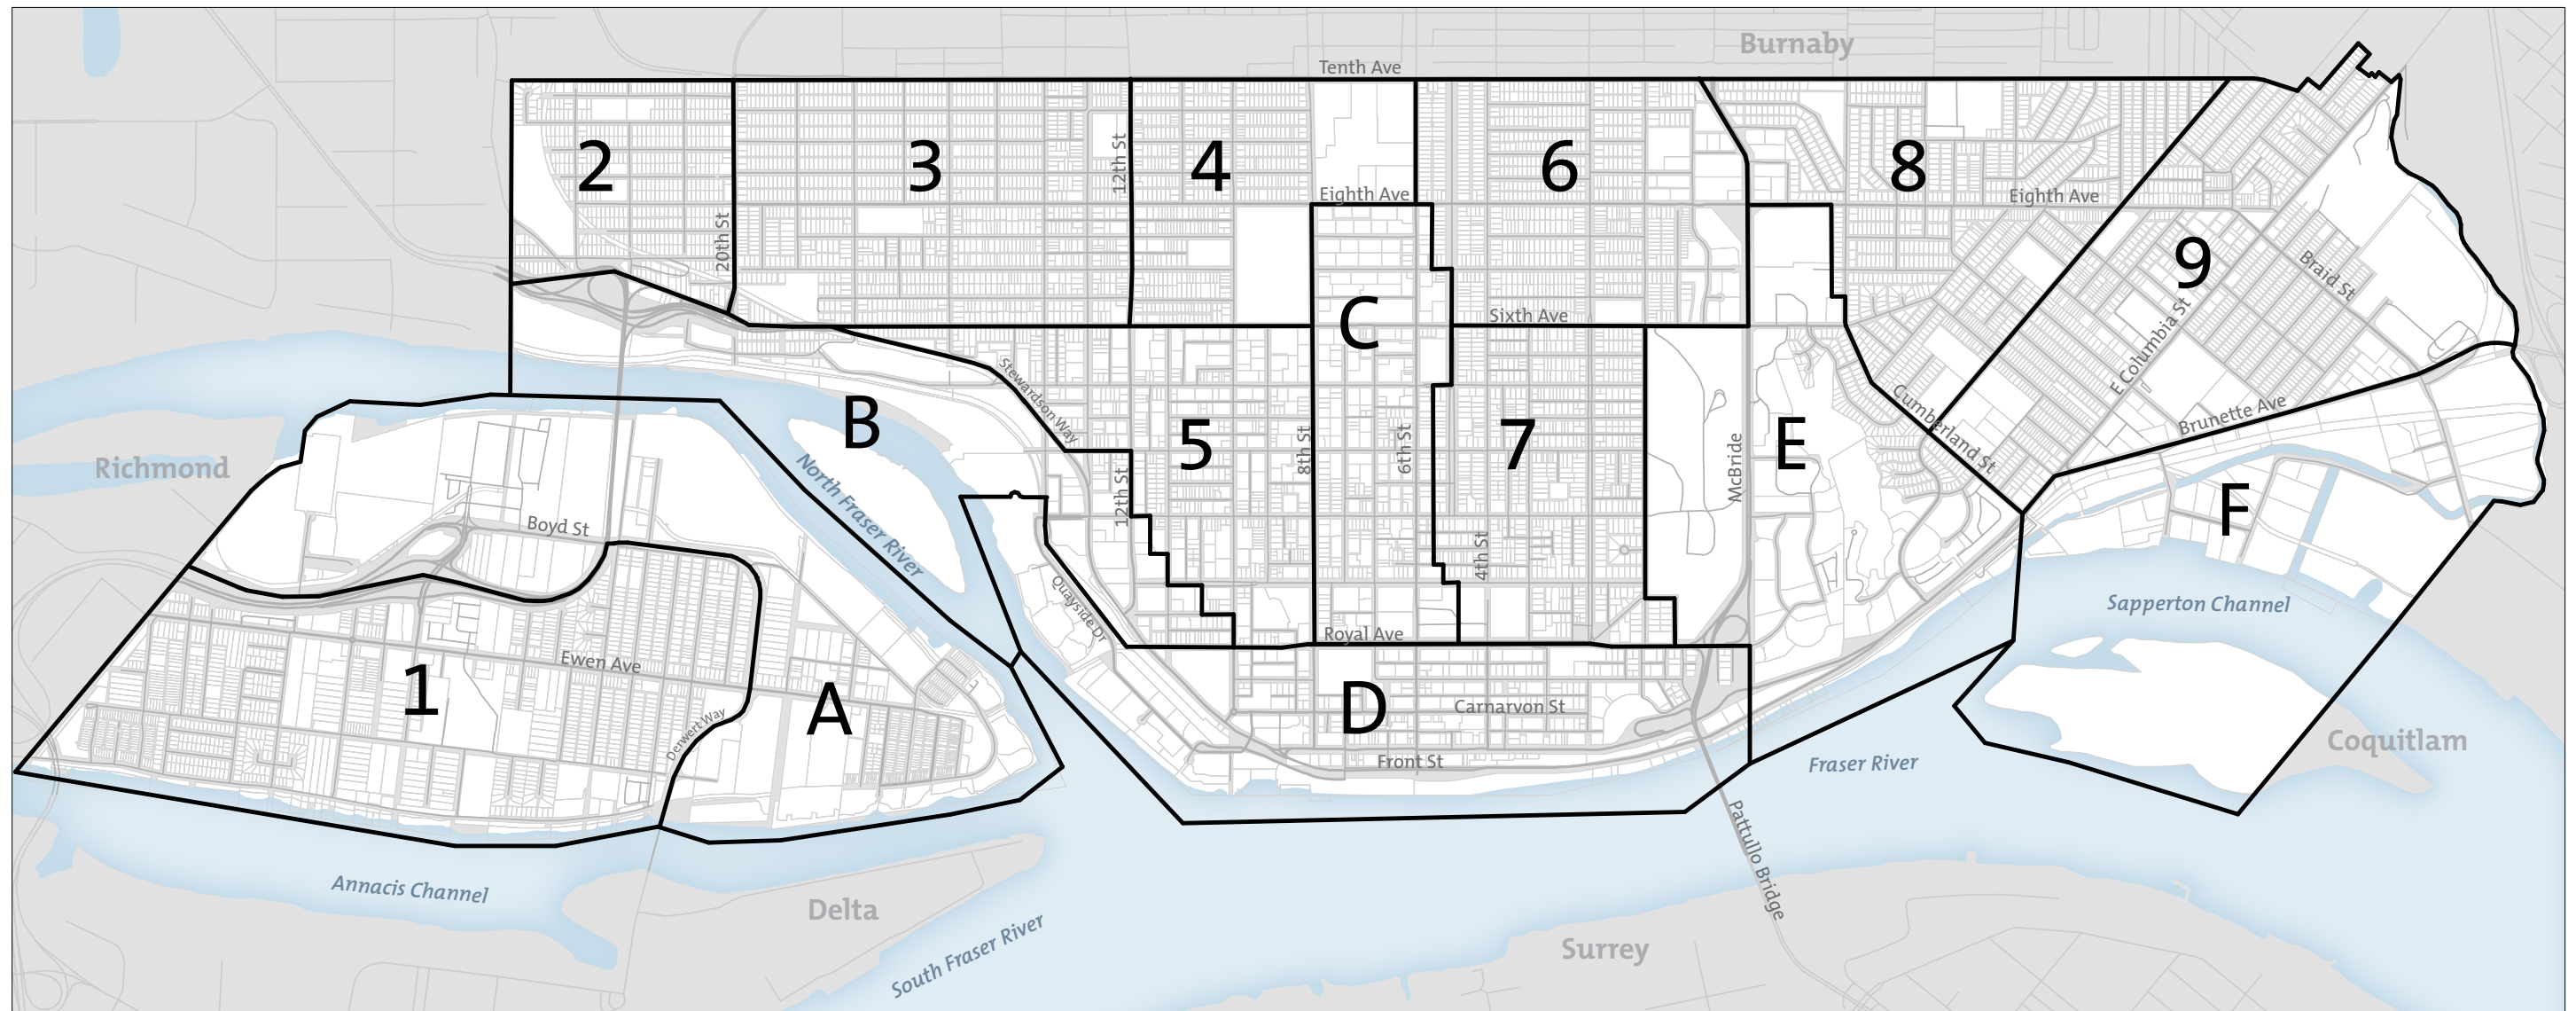 Burnaby
Tenth Ave
2
3
12th St
4
6
8
Eighth Ave
Eighth Ave
20th St
9
Braid St
C
Sixth Ave
E Columbia St
Stewardson Way
B
5
8th St
6th St
7
McBride
E
Cumberland St
Brunette Ave
Richmond
North Fraser River
12th St
F
Boyd St
4th St
Quayside Dr
Sapperton Channel
Royal Ave
Ewen Ave
1
A
Derwent Way
D
Carnarvon St
Front St
Fraser River
Coquitlam
Pattullo Bridge
Annacis Channel
Delta
South Fraser River
Surrey